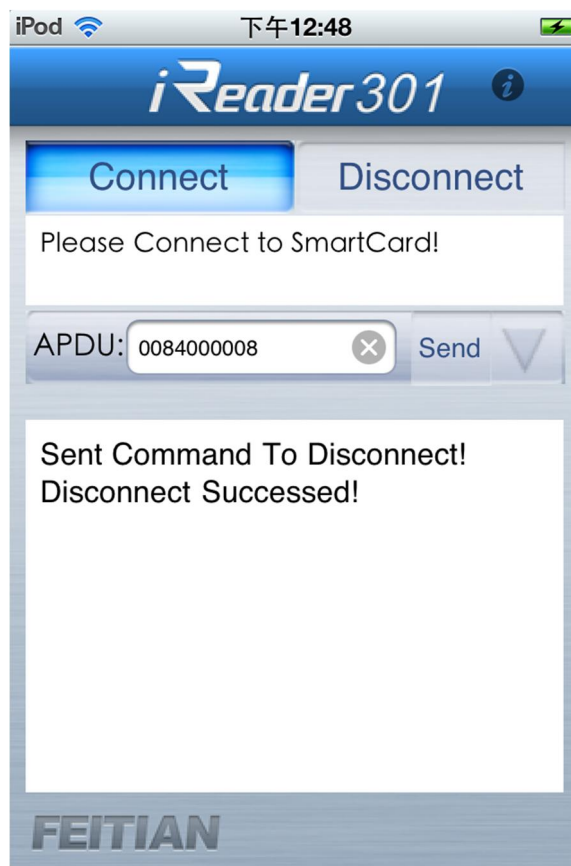 iPod 下午12:48
iReader301 i
Connect Disconnect
Please Connect to SmartCard!
APDU: 0084000008 Send
Sent Command To Disconnect!
Disconnect Successed!
FEITIAN